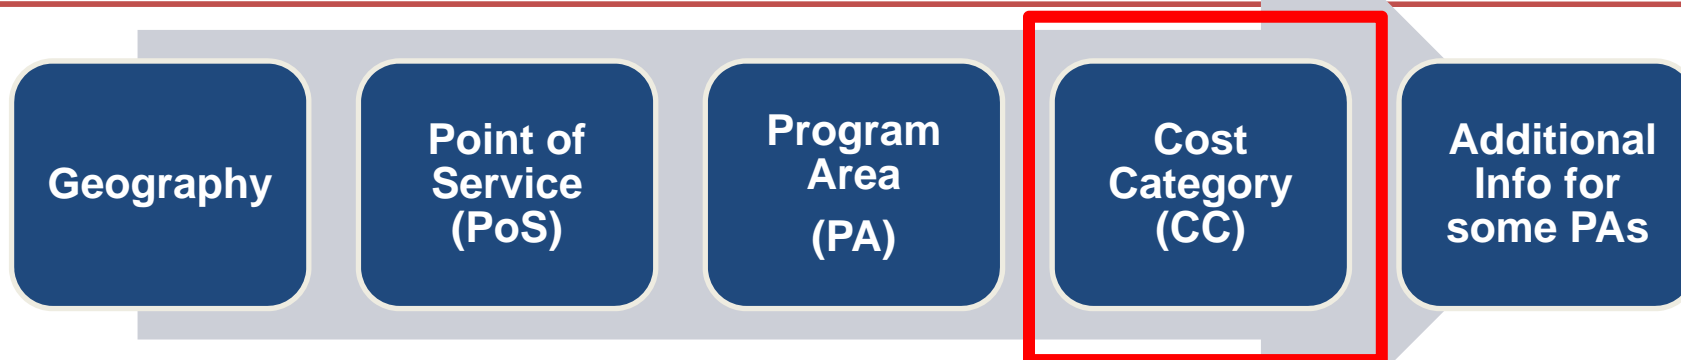 Geography
Point of
Service
(PoS)
Program
Area
(PA)
Cost
Category
(CC)
Additional
Info for
some PAs